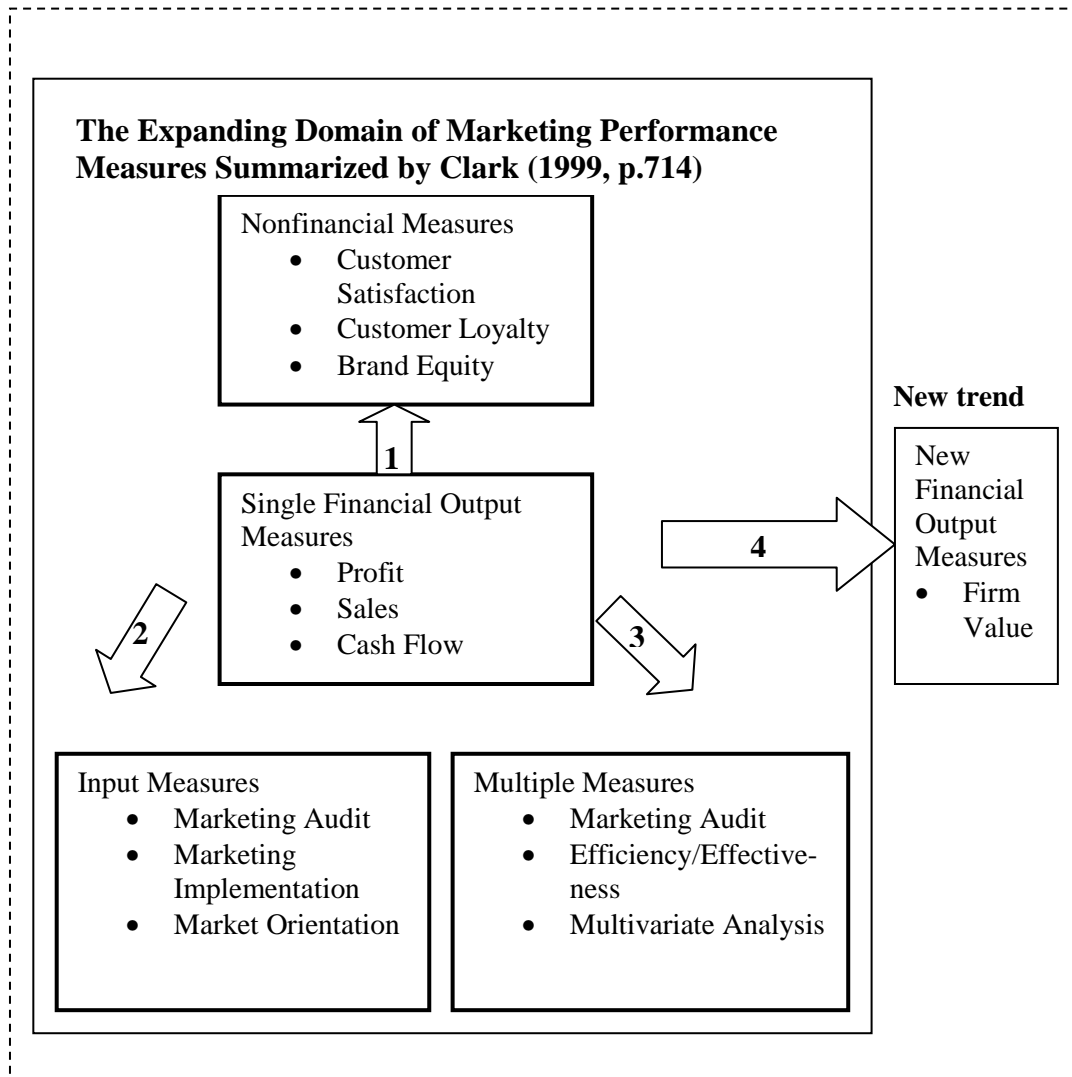 The Expanding Domain of Marketing Performance
Measures Summarized by Clark (1999, p.714)
Nonfinancial Measures
• Customer
Satisfaction
• Customer Loyalty
• Brand Equity
1
Single Financial Output
Measures
• Profit
• Sales
• Cash Flow
2
3
4
New trend
New
Financial
Output
Measures
• Firm
Value
Input Measures
• Marketing Audit
• Marketing
Implementation
• Market Orientation
Multiple Measures
• Marketing Audit
• Efficiency/Effective-
ness
• Multivariate Analysis